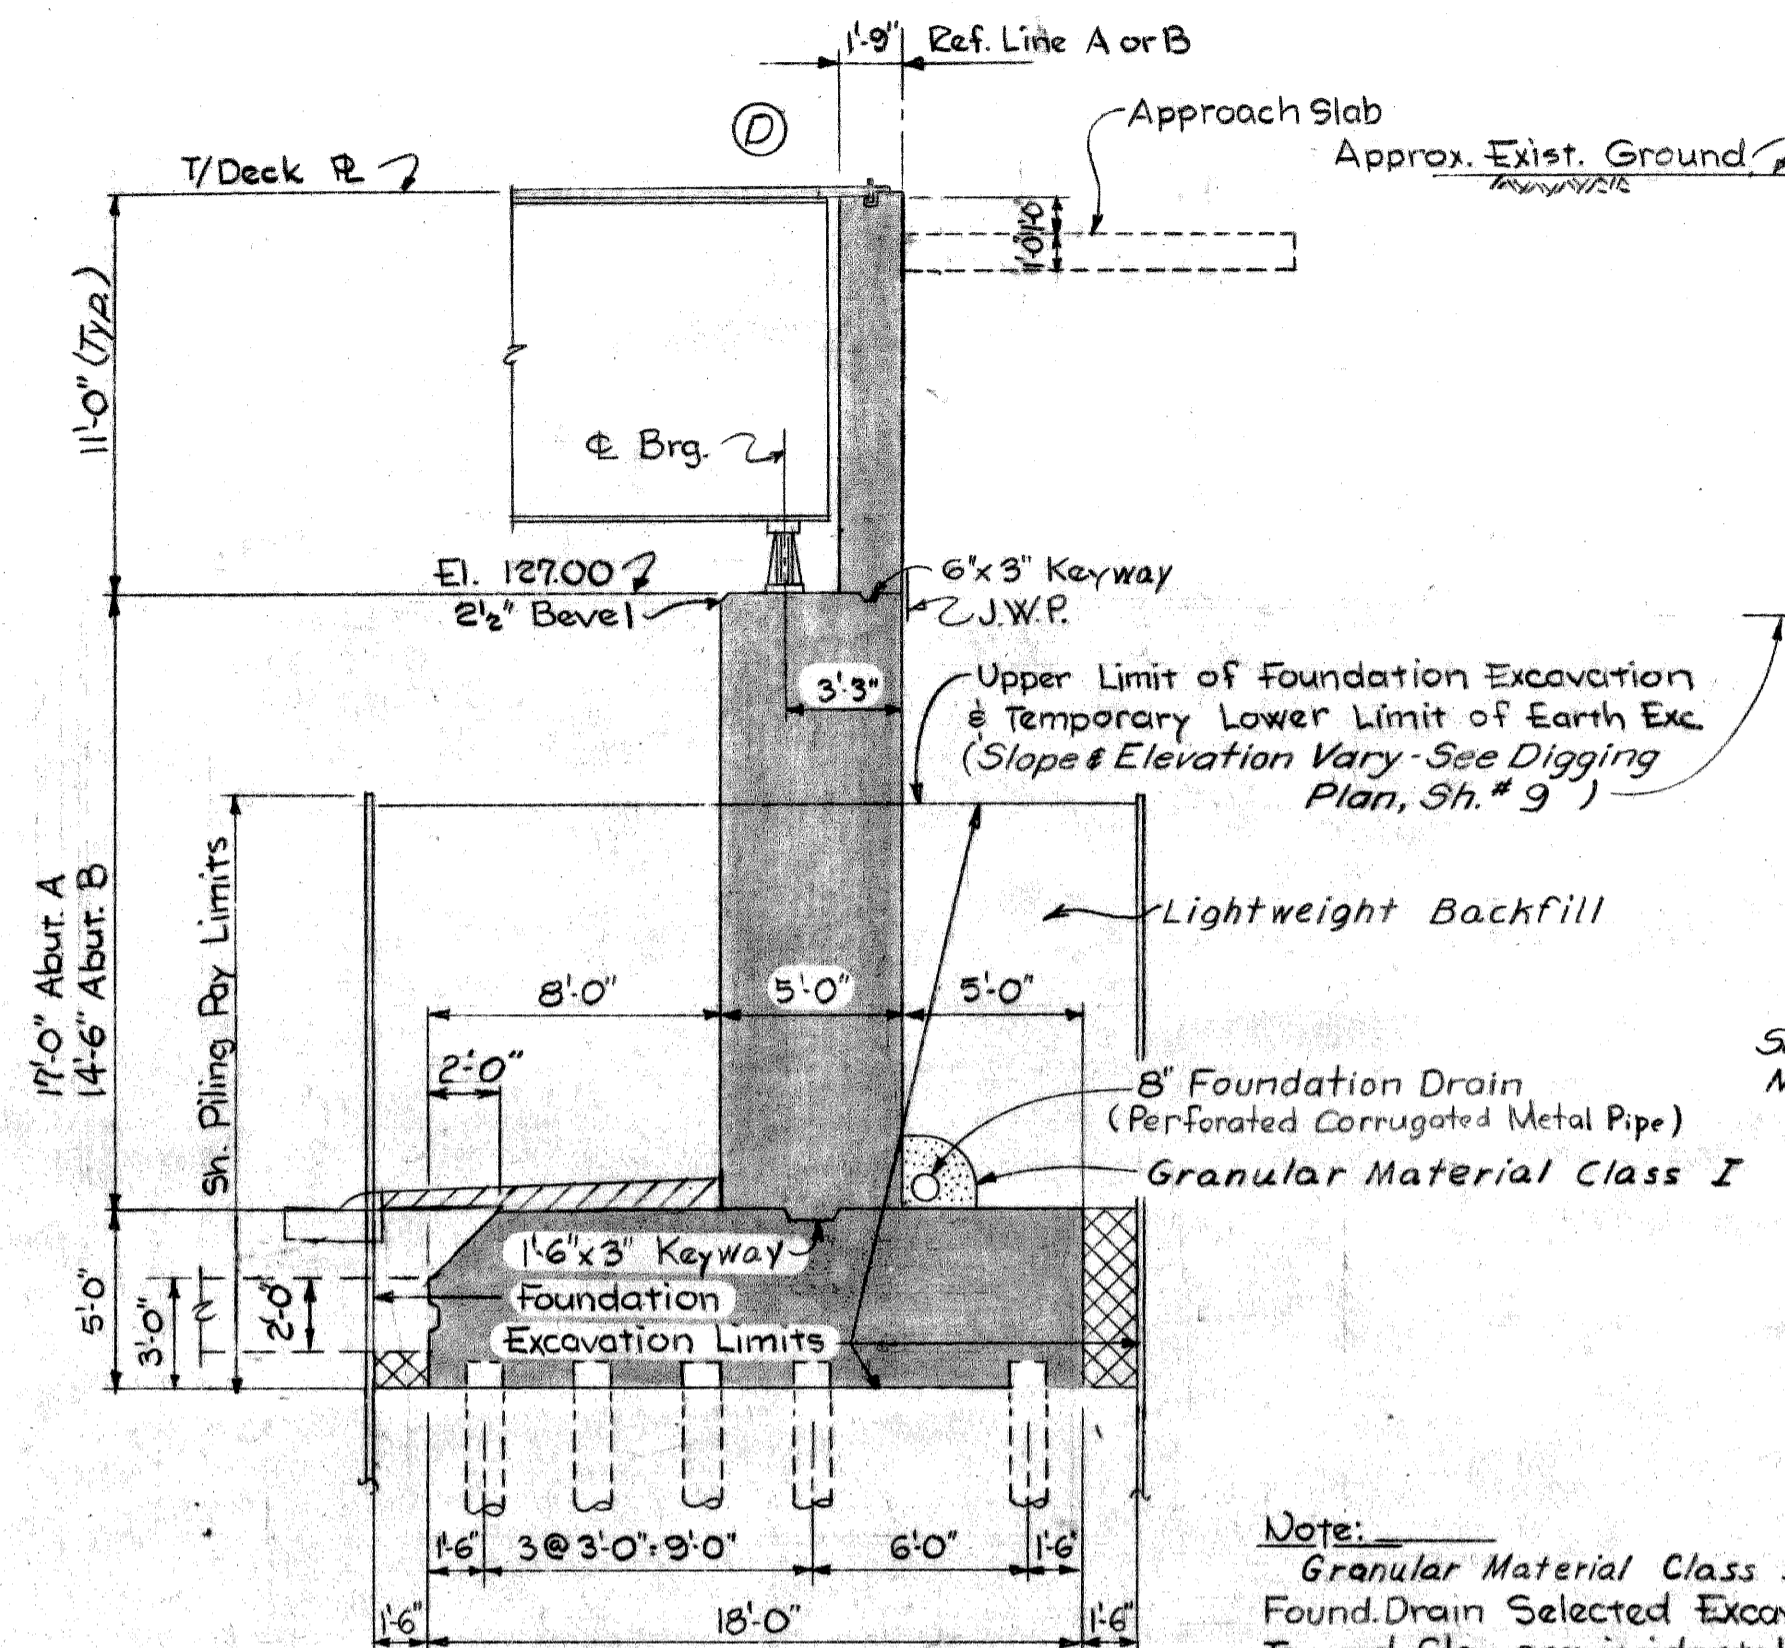 1'-9"
Ref. Line A or B
D
Approach Slab
Approx. Exist. Ground
T/Deck ⅊
1'-0"
1'-0"
11'-0" (Typ.)
℄ Brg.
El. 127.00
6"x 3" Keyway
2½" Bevel
J.W.P.
3'-3"
Upper Limit of Foundation Excavation
& Temporary Lower Limit of Earth Exc.
(Slope & Elevation Vary - See Digging
Plan, Sh. # 9 )
17'-0" Abut. A
14'-6" Abut. B
Sh. Piling Pay Limits
Lightweight Backfill
8'-0"
5'-0"
5'-0"
2'-0"
8" Foundation Drain
(Perforated Corrugated Metal Pipe)
Granular Material Class I
1'-6"x 3" Keyway
Foundation
Excavation Limits
5'-0"
3'-0"
2'-0"
1'-6"
3 @ 3'-0" = 9'-0"
6'-0"
1'-6"
1'-6"
18'-0"
1'-6"
Note:
Granular Material Class
Found. Drain Selected